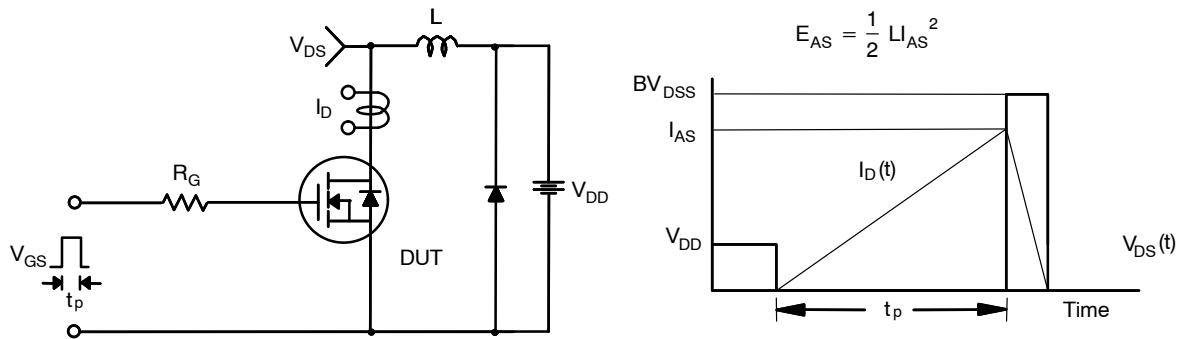 L
V_DS
I_D
R_G
V_DD
V_GS
t_p
DUT
E_AS = 1/2 LI_AS^2
BV_DSS
I_AS
I_D(t)
V_DD
V_DS(t)
t_p
Time